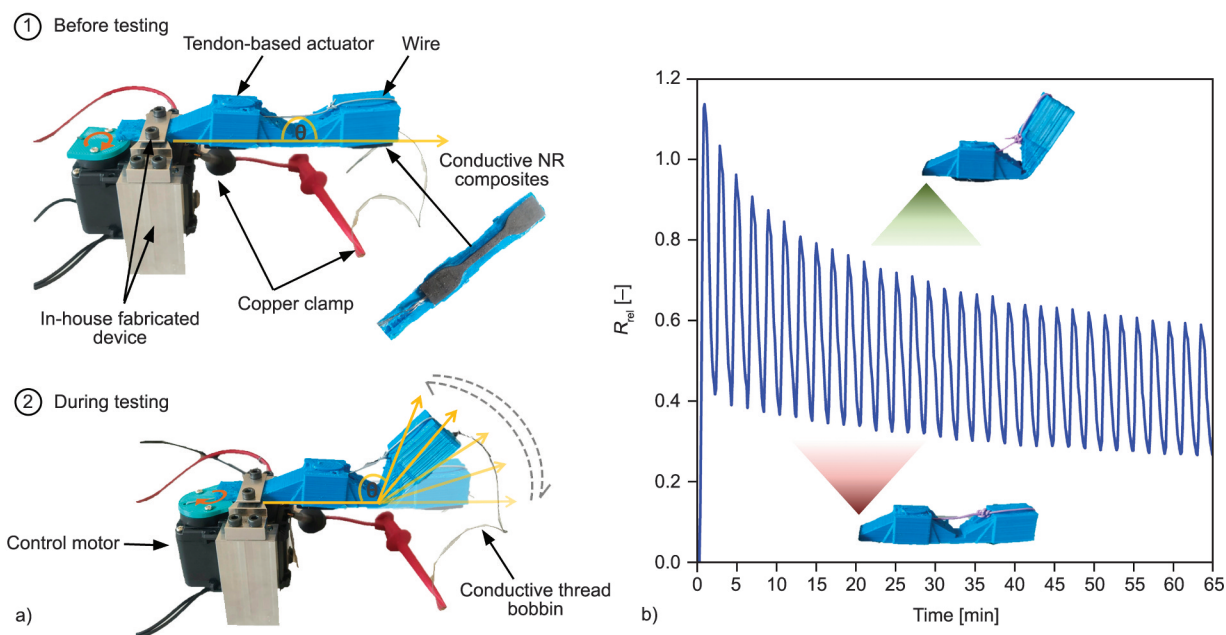 1 Before testing
Tendon-based actuator
Wire
θ
Conductive NR
composites
Copper clamp
In-house fabricated
device
2 During testing
θ
Control motor
Conductive thread
bobbin
a)
1.2
1.0
0.8
0.6
0.4
0.2
0.0
Rrel [–]
0 5 10 15 20 25 30 35 40 45 50 55 60 65
Time [min]
b)